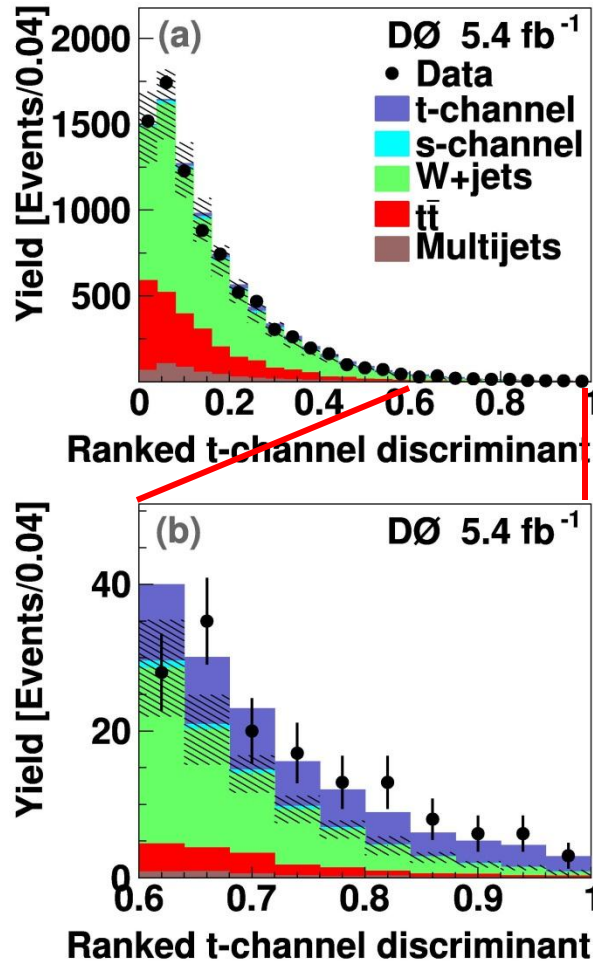 (a)
DØ 5.4 fb⁻¹
Data
t-channel
s-channel
W+jets
tt̄
Multijets
Yield [Events/0.04]
2000
1500
1000
500
0 0.2 0.4 0.6 0.8 1
Ranked t-channel discriminant
(b)
DØ 5.4 fb⁻¹
Yield [Events/0.04]
40
20
0
0.6 0.7 0.8 0.9 1
Ranked t-channel discriminant